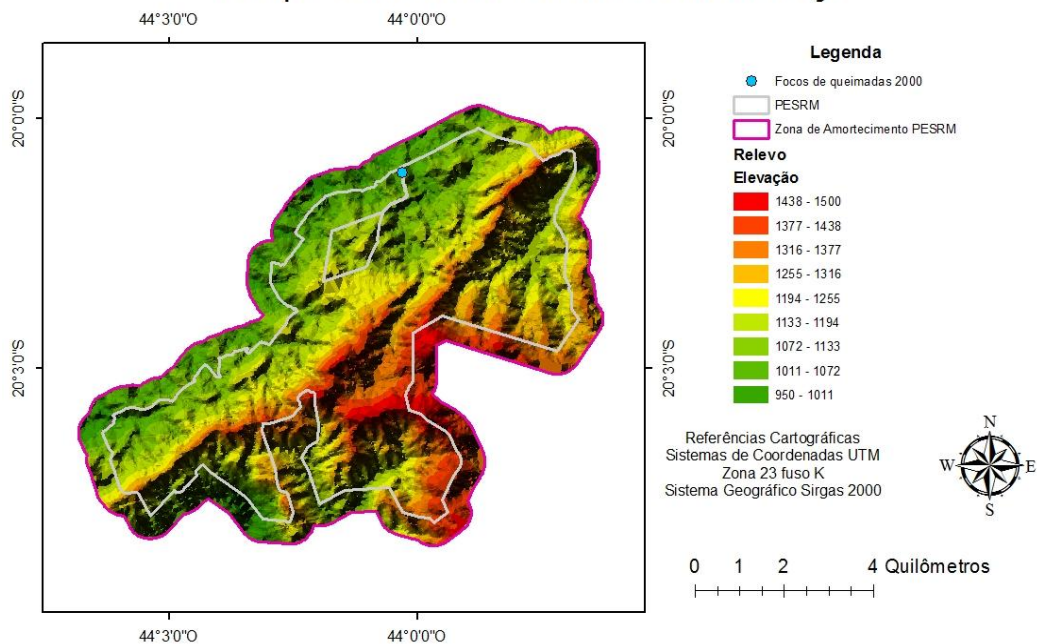 44°3'0"W 44°0'0"W
20°0'0"S
20°3'0"S
20°0'0"S
20°3'0"S
44°3'0"W 44°0'0"W
Legenda
Focos de queimadas 2000
PESRM
Zona de Amortecimento PESRM
Relevo
Elevação
1438 - 1500
1377 - 1438
1316 - 1377
1255 - 1316
1194 - 1255
1133 - 1194
1072 - 1133
1011 - 1072
950 - 1011
Referências Cartográficas
Sistemas de Coordenadas UTM
Zona 23 fuso K
Sistema Geográfico Sirgas 2000
N
W E
S
0 1 2 4 Quilômetros